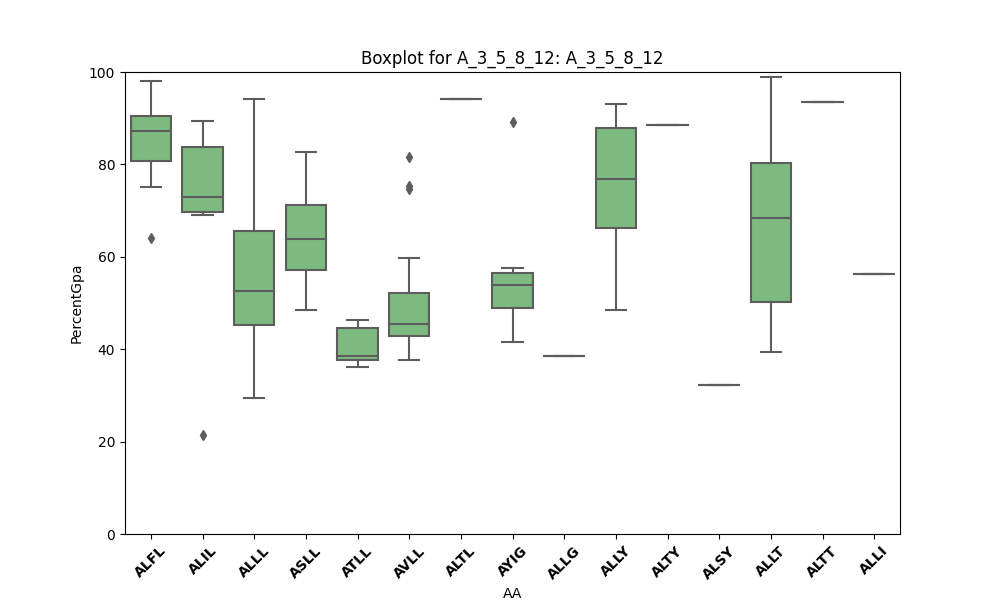 Boxplot for A_3_5_8_12: A_3_5_8_12
PercentGpa
100
80
60
40
20
0
ALFL
ALIL
ALLL
ASLL
ATLL
AVLL
ALTL
AYIG
ALLG
ALLY
ALTY
ALSY
ALLT
ALTT
ALLI
AA